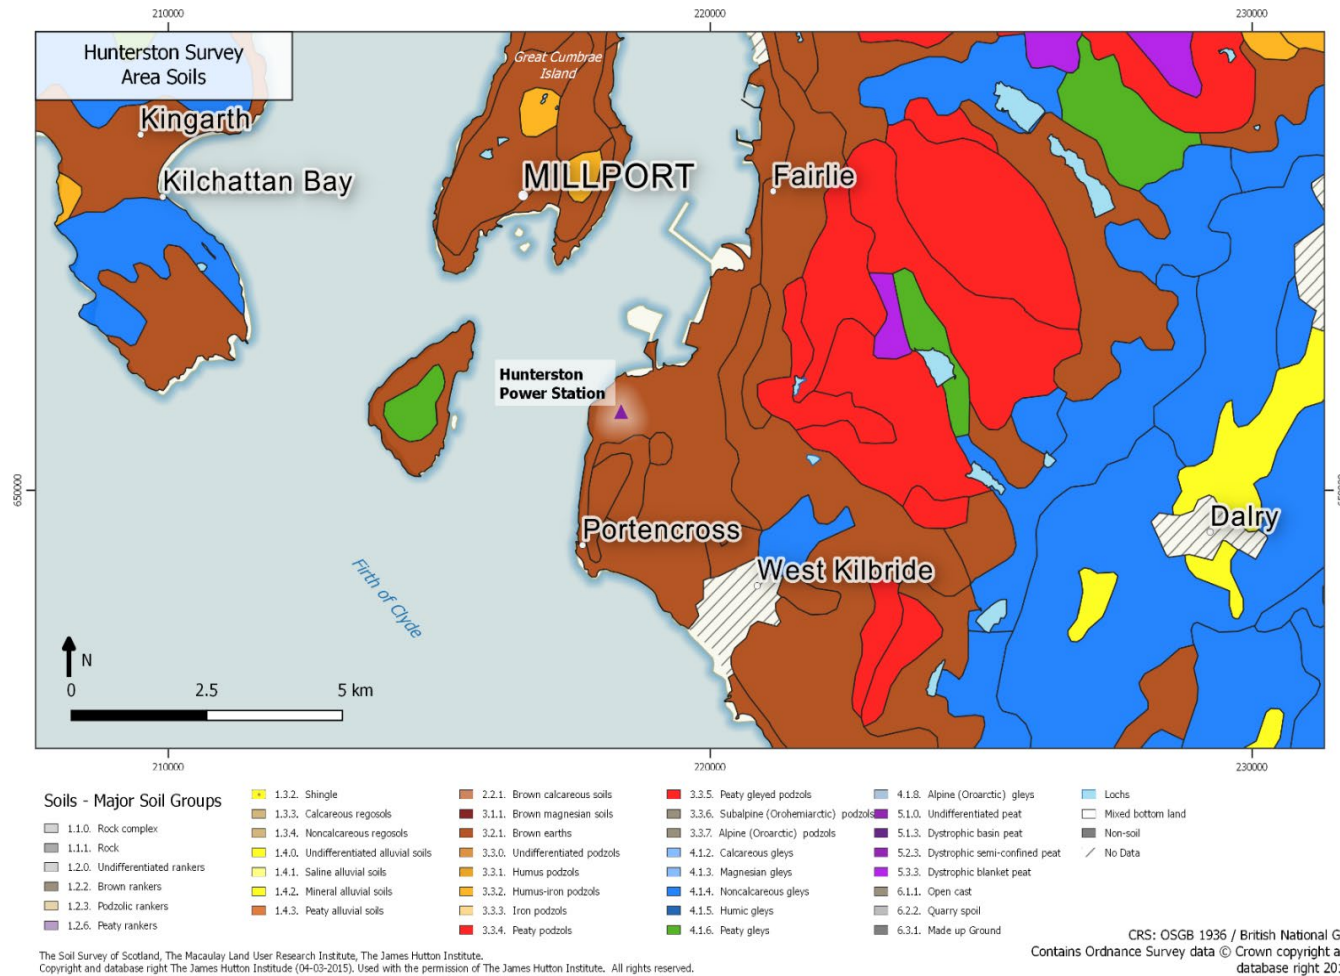 210000
220000
230000
Hunterston Survey
Area Soils
Great Cumbrae
Island
Kingarth
Kilchattan Bay
MILLPORT
Fairlie
Hunterston
Power Station
650000
Portencross
Dalry
West Kilbride
Firth of Clyde
N
0 2.5 5 km
210000
220000
230000
Soils - Major Soil Groups
1.1.0. Rock complex
1.1.1. Rock
1.2.0. Undifferentiated rankers
1.2.2. Brown rankers
1.2.3. Podzolic rankers
1.2.6. Peaty rankers
1.3.2. Shingle
1.3.3. Calcareous regosols
1.3.4. Noncalcareous regosols
1.4.0. Undifferentiated alluvial soils
1.4.1. Saline alluvial soils
1.4.2. Mineral alluvial soils
1.4.3. Peaty alluvial soils
2.2.1. Brown calcareous soils
3.1.1. Brown magnesian soils
3.2.1. Brown earths
3.3.0. Undifferentiated podzols
3.3.1. Humus podzols
3.3.2. Humus-iron podzols
3.3.3. Iron podzols
3.3.4. Peaty podzols
3.3.5. Peaty gleyed podzols
3.3.6. Subalpine (Orohemiarctic) podzols
3.3.7. Alpine (Oroarctic) podzols
4.1.2. Calcareous gleys
4.1.3. Magnesian gleys
4.1.4. Noncalcareous gleys
4.1.5. Humic gleys
4.1.6. Peaty gleys
4.1.8. Alpine (Oroarctic) gleys
5.1.0. Undifferentiated peat
5.1.3. Dystrophic basin peat
5.2.3. Dystrophic semi-confined peat
5.3.3. Dystrophic blanket peat
6.1.1. Open cast
6.2.2. Quarry spoil
6.3.1. Made up Ground
Lochs
Mixed bottom land
Non-soil
No Data
The Soil Survey of Scotland, The Macaulay Land User Research Institute, The James Hutton Institute.
Copyright and database right The James Hutton Institude (04-03-2015). Used with the permission of The James Hutton Institute. All rights reserved.
CRS: OSGB 1936 / British National G
Contains Ordnance Survey data © Crown copyright a
database right 20